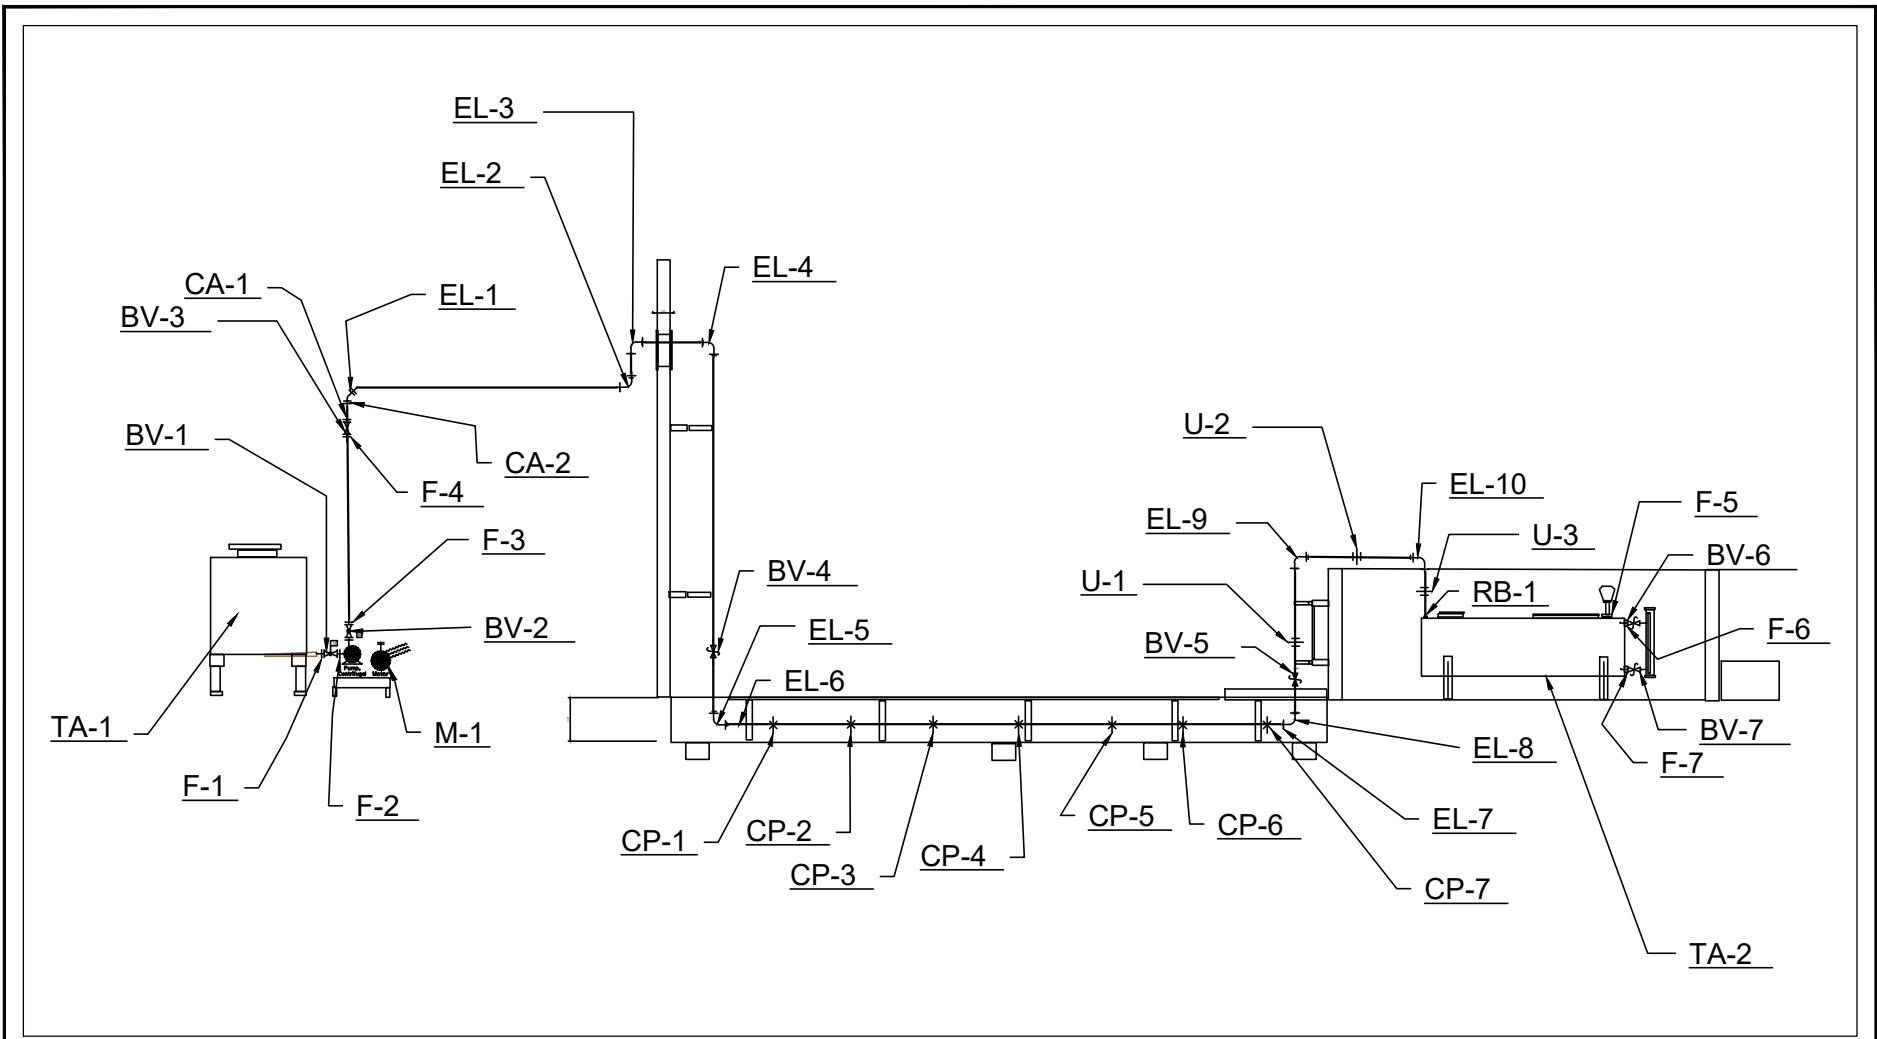 EL-3
EL-2
EL-4
CA-1
EL-1
BV-3
BV-1
CA-2
F-4
U-2
EL-10
F-5
EL-9
F-3
U-3
BV-6
BV-4
U-1
RB-1
BV-2
EL-5
F-6
BV-5
Pump
Centrifugal
Motor
EL-6
TA-1
M-1
BV-7
EL-8
F-7
F-1
F-2
CP-5
EL-7
CP-6
CP-2
CP-1
CP-4
CP-3
CP-7
TA-2